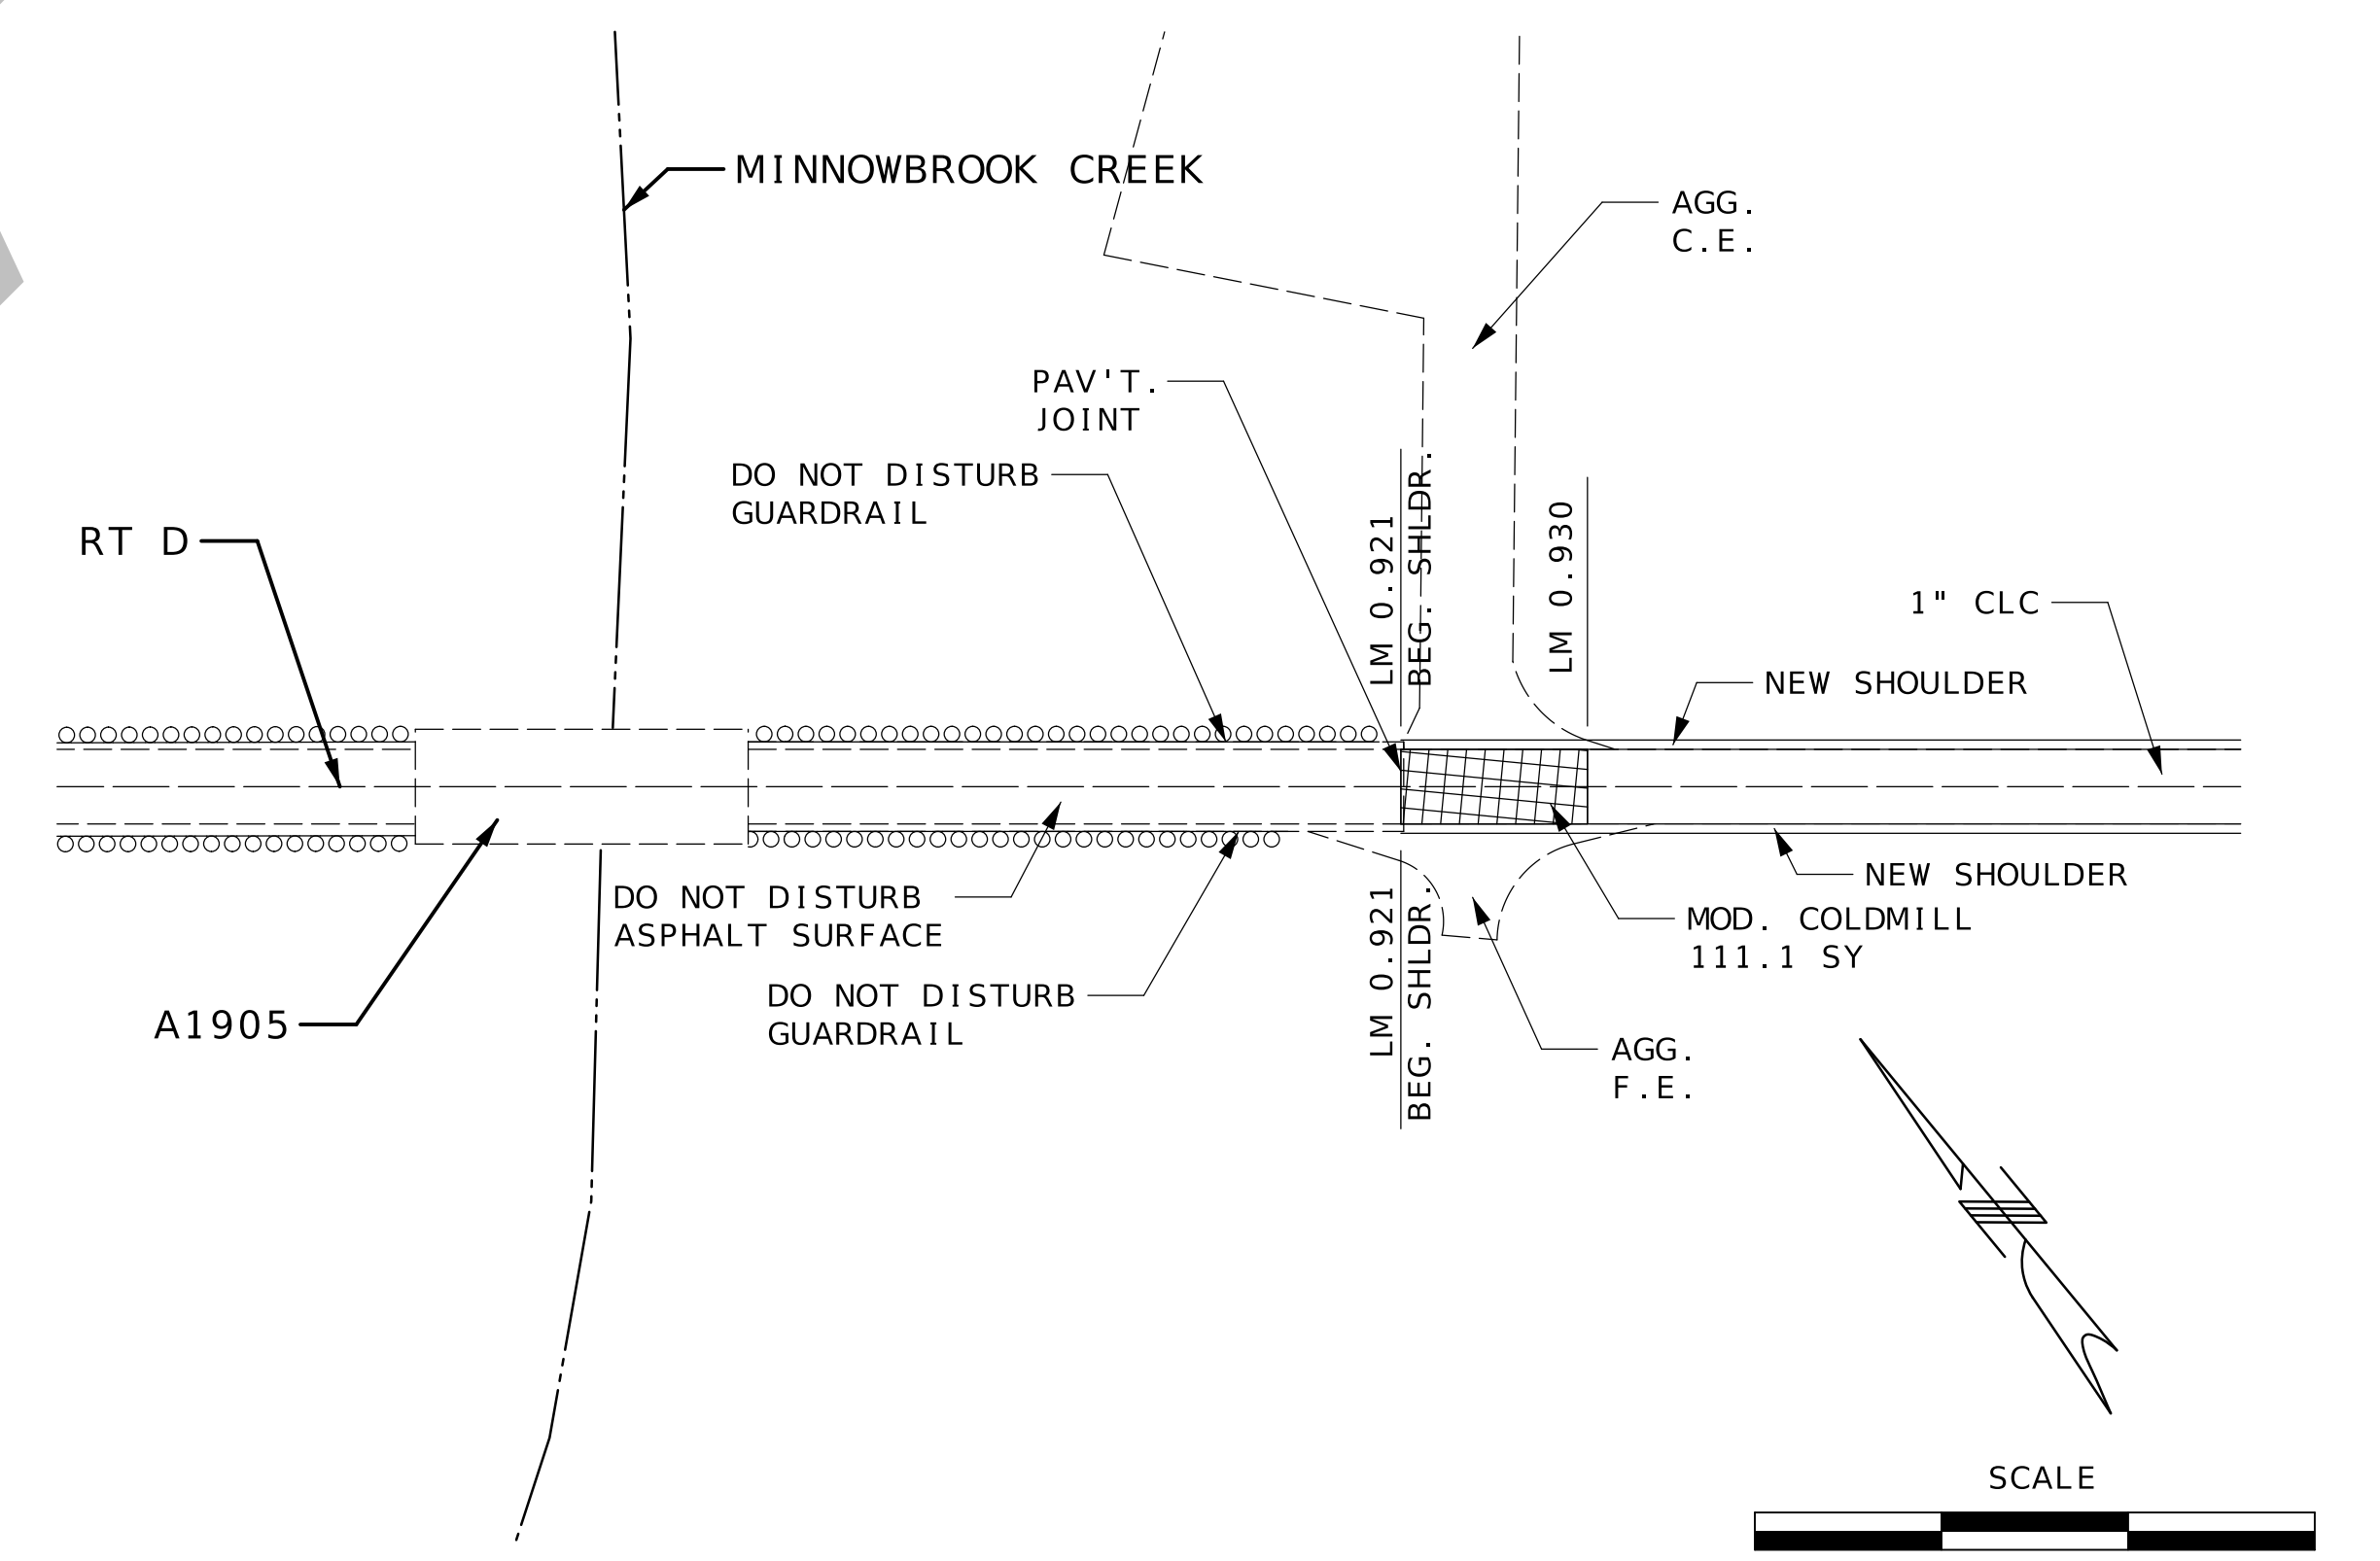 MINNOWBROOK CREEK
AGG.
C.E.
PAV'T.
JOINT
DO NOT DISTURB
GUARDRAIL
LM 0.921
BEG. SHLDR.
LM 0.930
RT D
1" CLC
NEW SHOULDER
NEW SHOULDER
DO NOT DISTURB
ASPHALT SURFACE
MOD. COLDMILL
111.1 SY
LM 0.921
BEG. SHLDR.
DO NOT DISTURB
GUARDRAIL
A1905
AGG.
F.E.
SCALE